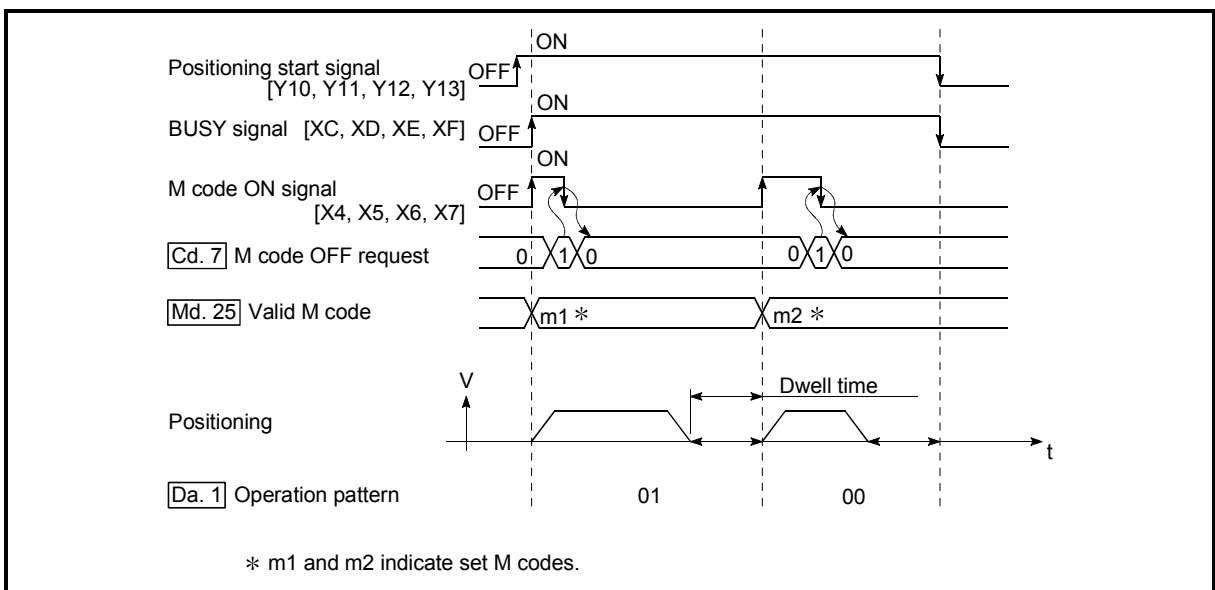 ON
Positioning start signal
OFF
[Y10, Y11, Y12, Y13]
ON
BUSY signal [XC, XD, XE, XF] OFF
ON
M code ON signal
OFF
[X4, X5, X6, X7]
Cd. 7 M code OFF request 0 1 0 0 1 0
Md. 25 Valid M code m1 * m2 *
V
Dwell time
Positioning
t
Da. 1 Operation pattern 01 00
* m1 and m2 indicate set M codes.